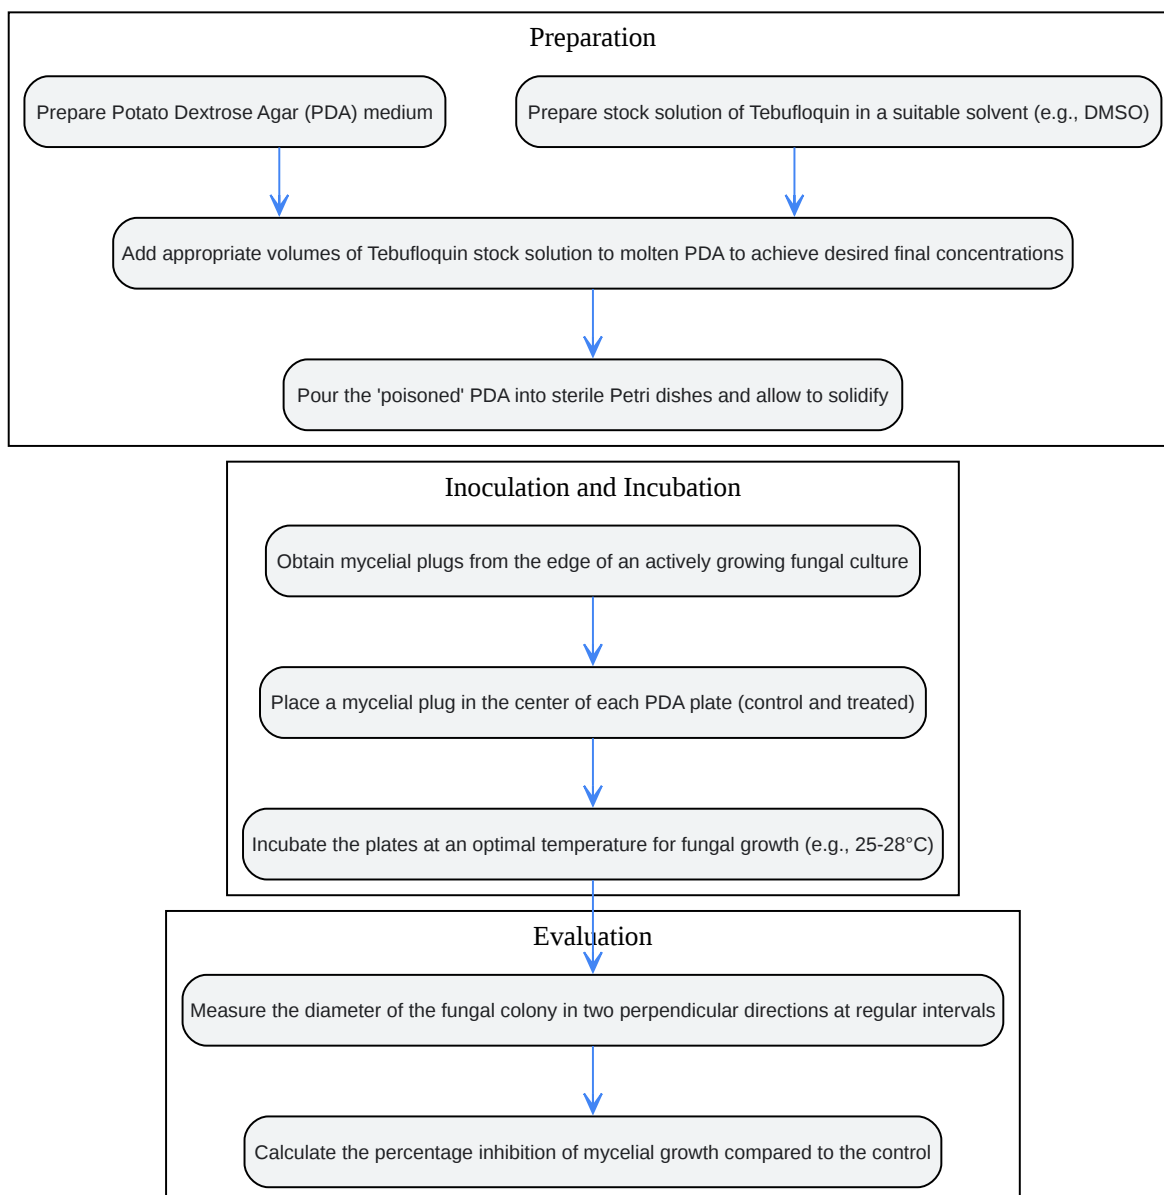 Preparation
Prepare Potato Dextrose Agar (PDA) medium
Prepare stock solution of Tebufloquin in a suitable solvent (e.g., DMSO)
Add appropriate volumes of Tebufloquin stock solution to molten PDA to achieve desired final concentrations
Pour the 'poisoned' PDA into sterile Petri dishes and allow to solidify
Inoculation and Incubation
Obtain mycelial plugs from the edge of an actively growing fungal culture
Place a mycelial plug in the center of each PDA plate (control and treated)
Incubate the plates at an optimal temperature for fungal growth (e.g., 25-28°C)
Evaluation
Measure the diameter of the fungal colony in two perpendicular directions at regular intervals
Calculate the percentage inhibition of mycelial growth compared to the control